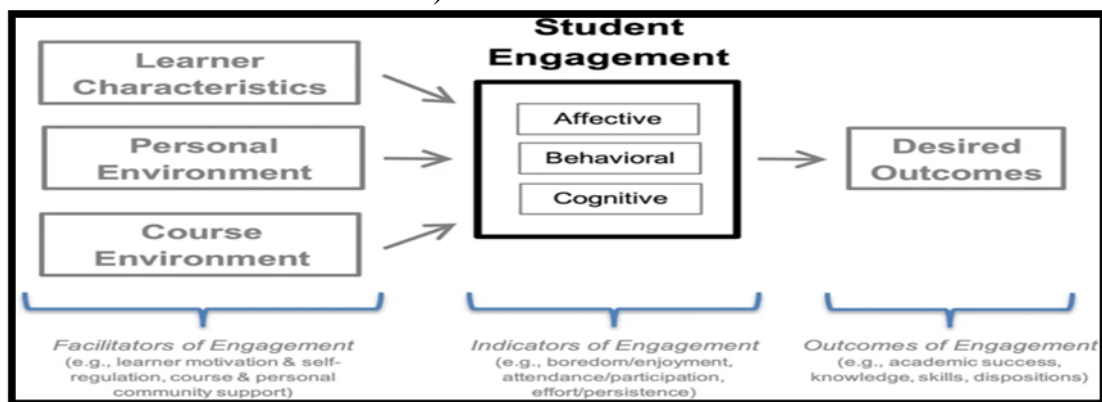 Student
Engagement
Learner
Characteristics
Personal
Environment
Course
Environment
Affective
Behavioral
Cognitive
Desired
Outcomes
Facilitators of Engagement
(e.g., learner motivation & self-
regulation, course & personal
community support)
Indicators of Engagement
(e.g., boredom/enjoyment,
attendance/participation,
effort/persistence)
Outcomes of Engagement
(e.g., academic success,
knowledge, skills, dispositions)